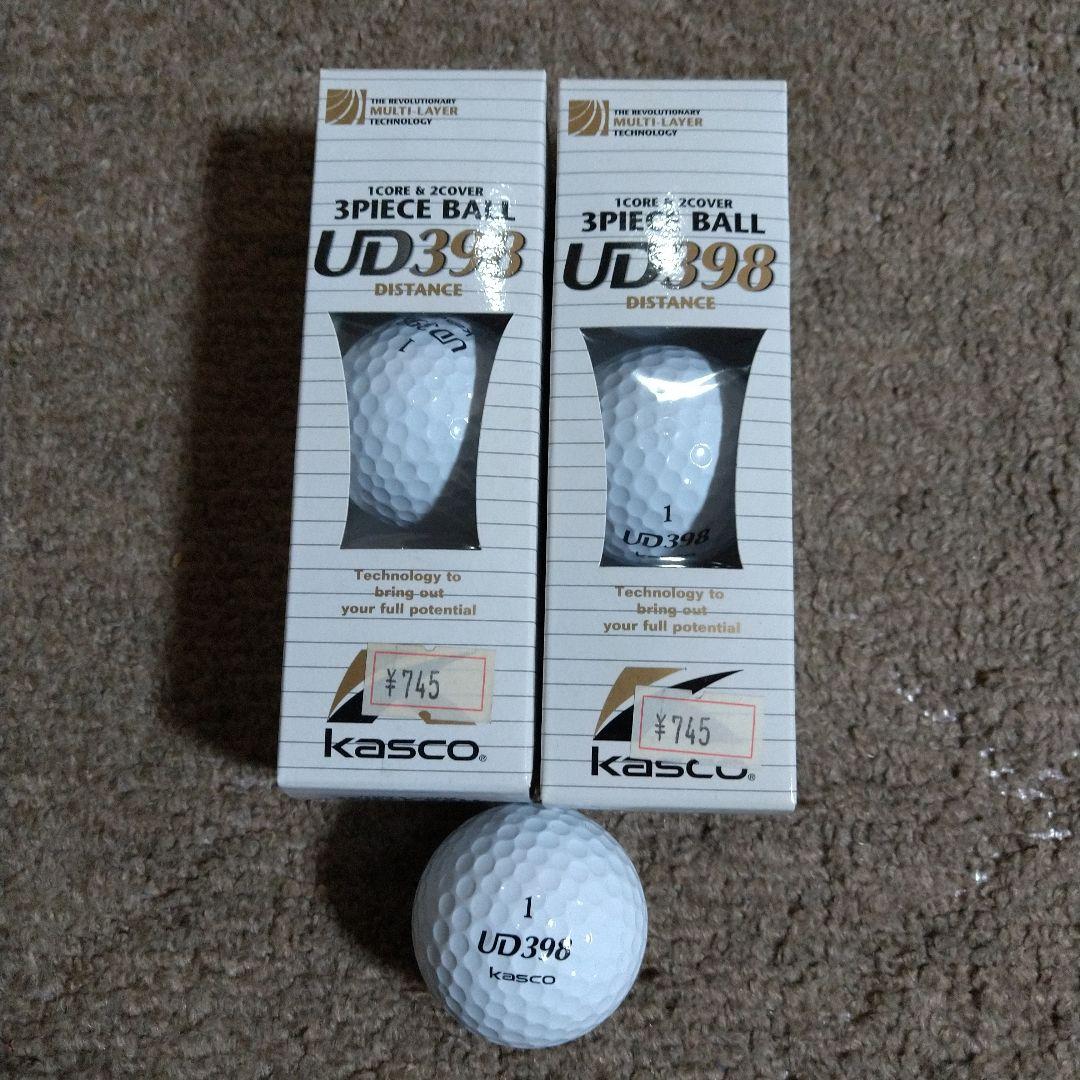 THE REVOLUTIONARY
MULTI-LAYER
TECHNOLOGY
1CORE & 2COVER
3PIECE BALL
UD398
DISTANCE
1
UD398
Technology to
bring out
your full potential
¥745
kasco®
THE REVOLUTIONARY
MULTI-LAYER
TECHNOLOGY
1CORE & 2COVER
3PIECE BALL
UD398
DISTANCE
1
UD398
Technology to
bring out
your full potential
¥745
kasco®
1
UD398
kasco